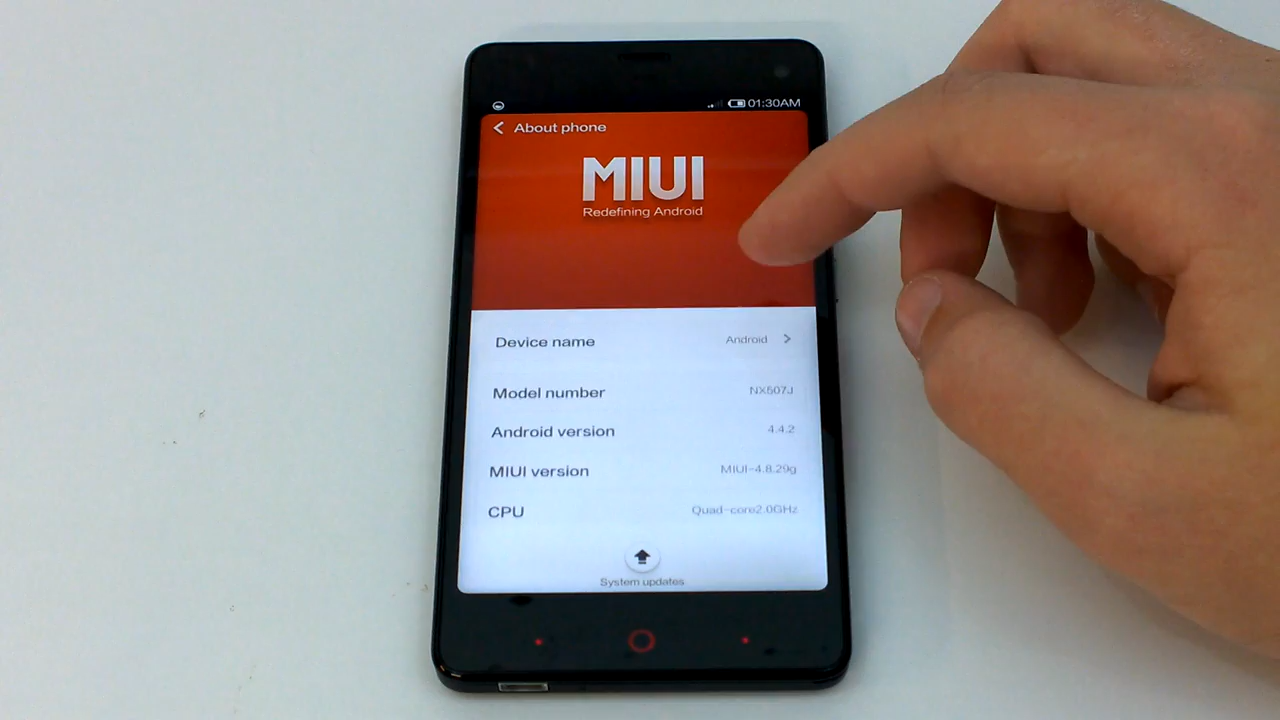 01:30AM
About phone
MIUI
Redefining Android
Device name Android
Model number NX507J
Android version 4.4.2
MIUI version MIUI-4.8.29g
CPU Quad-core2.0GHz
System updates